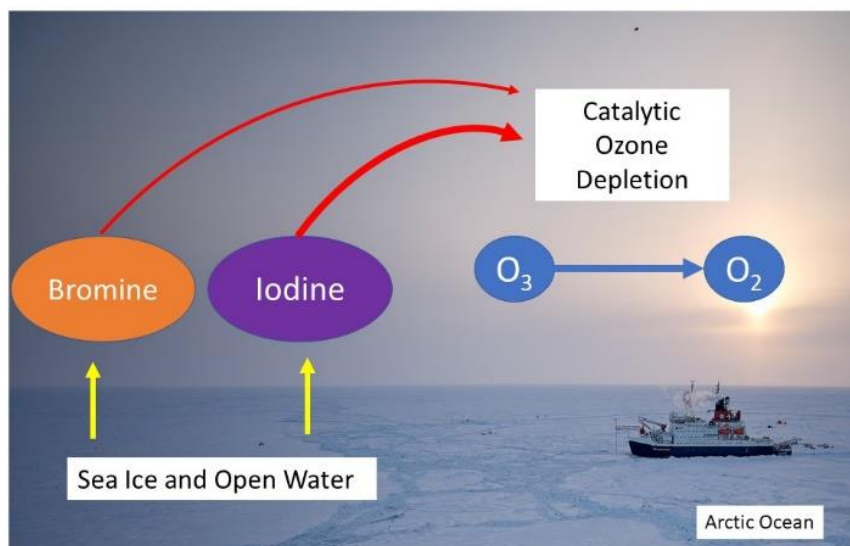 Catalytic
Ozone
Depletion
Bromine
Iodine
O₃
O₂
Sea Ice and Open Water
Arctic Ocean